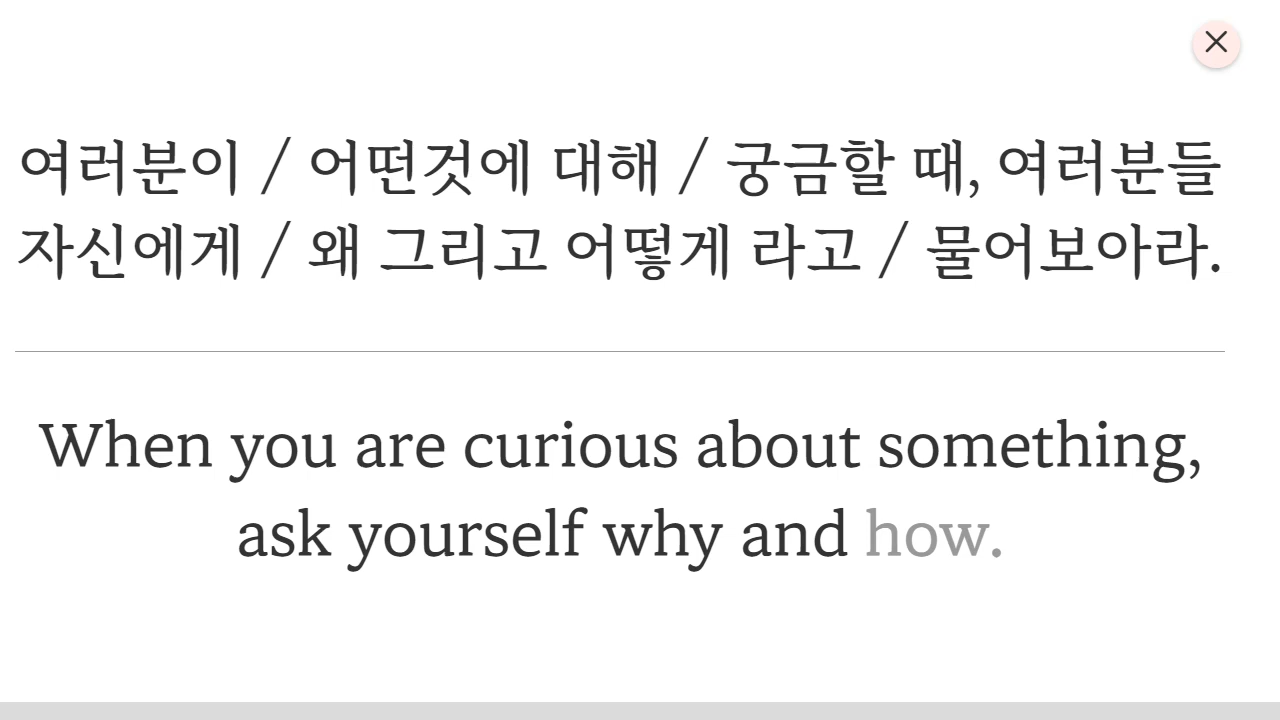 여러분이 / 어떤것에 대해 / 궁금할 때, 여러분들
자신에게 / 왜 그리고 어떻게 라고 / 물어보아라.
When you are curious about something,
ask yourself why and how.